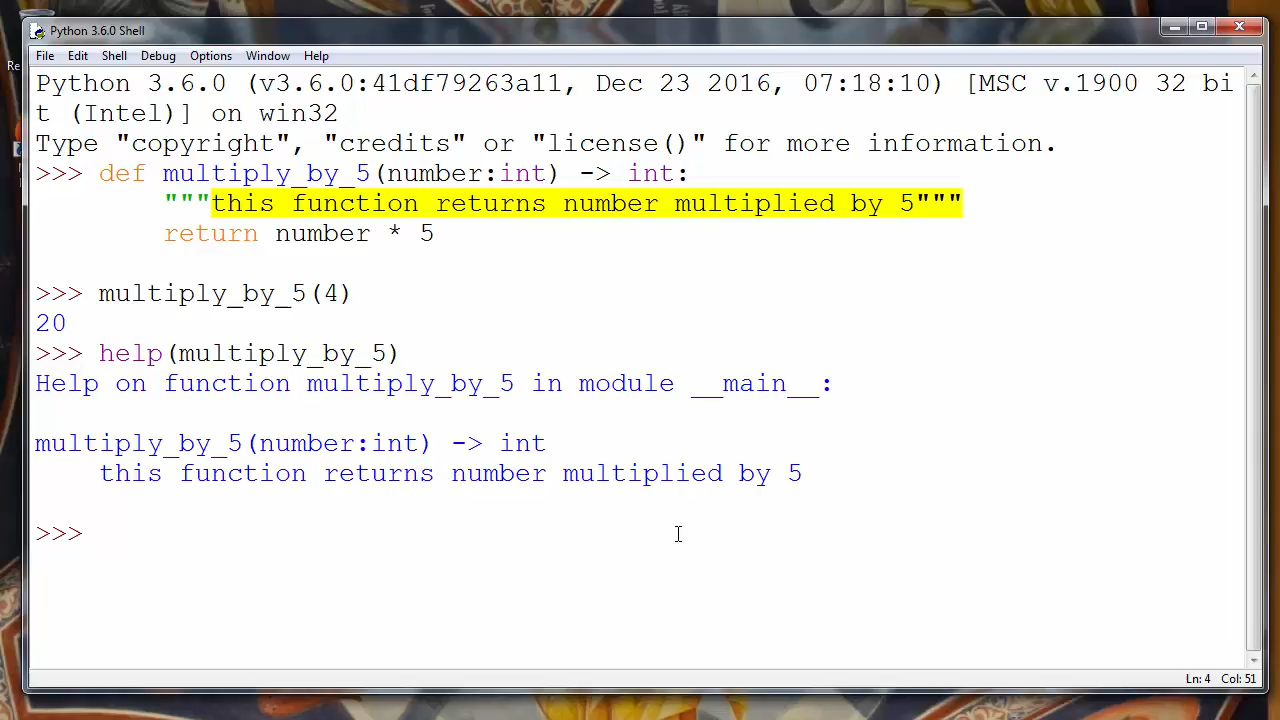 Python 3.6.0 Shell
File Edit Shell Debug Options Window Help
Python 3.6.0 (v3.6.0:41df79263a11, Dec 23 2016, 07:18:10) [MSC v.1900 32 bi
t (Intel)] on win32
Type "copyright", "credits" or "license()" for more information.
>>> def multiply_by_5(number:int) -> int:
"""this function returns number multiplied by 5"""
return number * 5
>>> multiply_by_5(4)
20
>>> help(multiply_by_5)
Help on function multiply_by_5 in module __main__:
multiply_by_5(number:int) -> int
this function returns number multiplied by 5
>>>
Ln: 4 Col: 51
Re